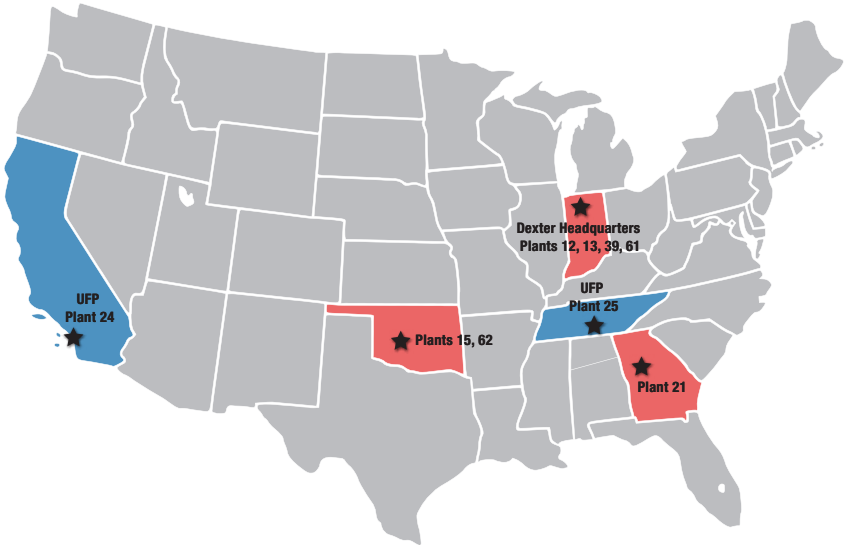 Dexter Headquarters
Plants 12, 13, 39, 61
UFP
Plant 25
UFP
Plant 24
Plants 15, 62
Plant 21